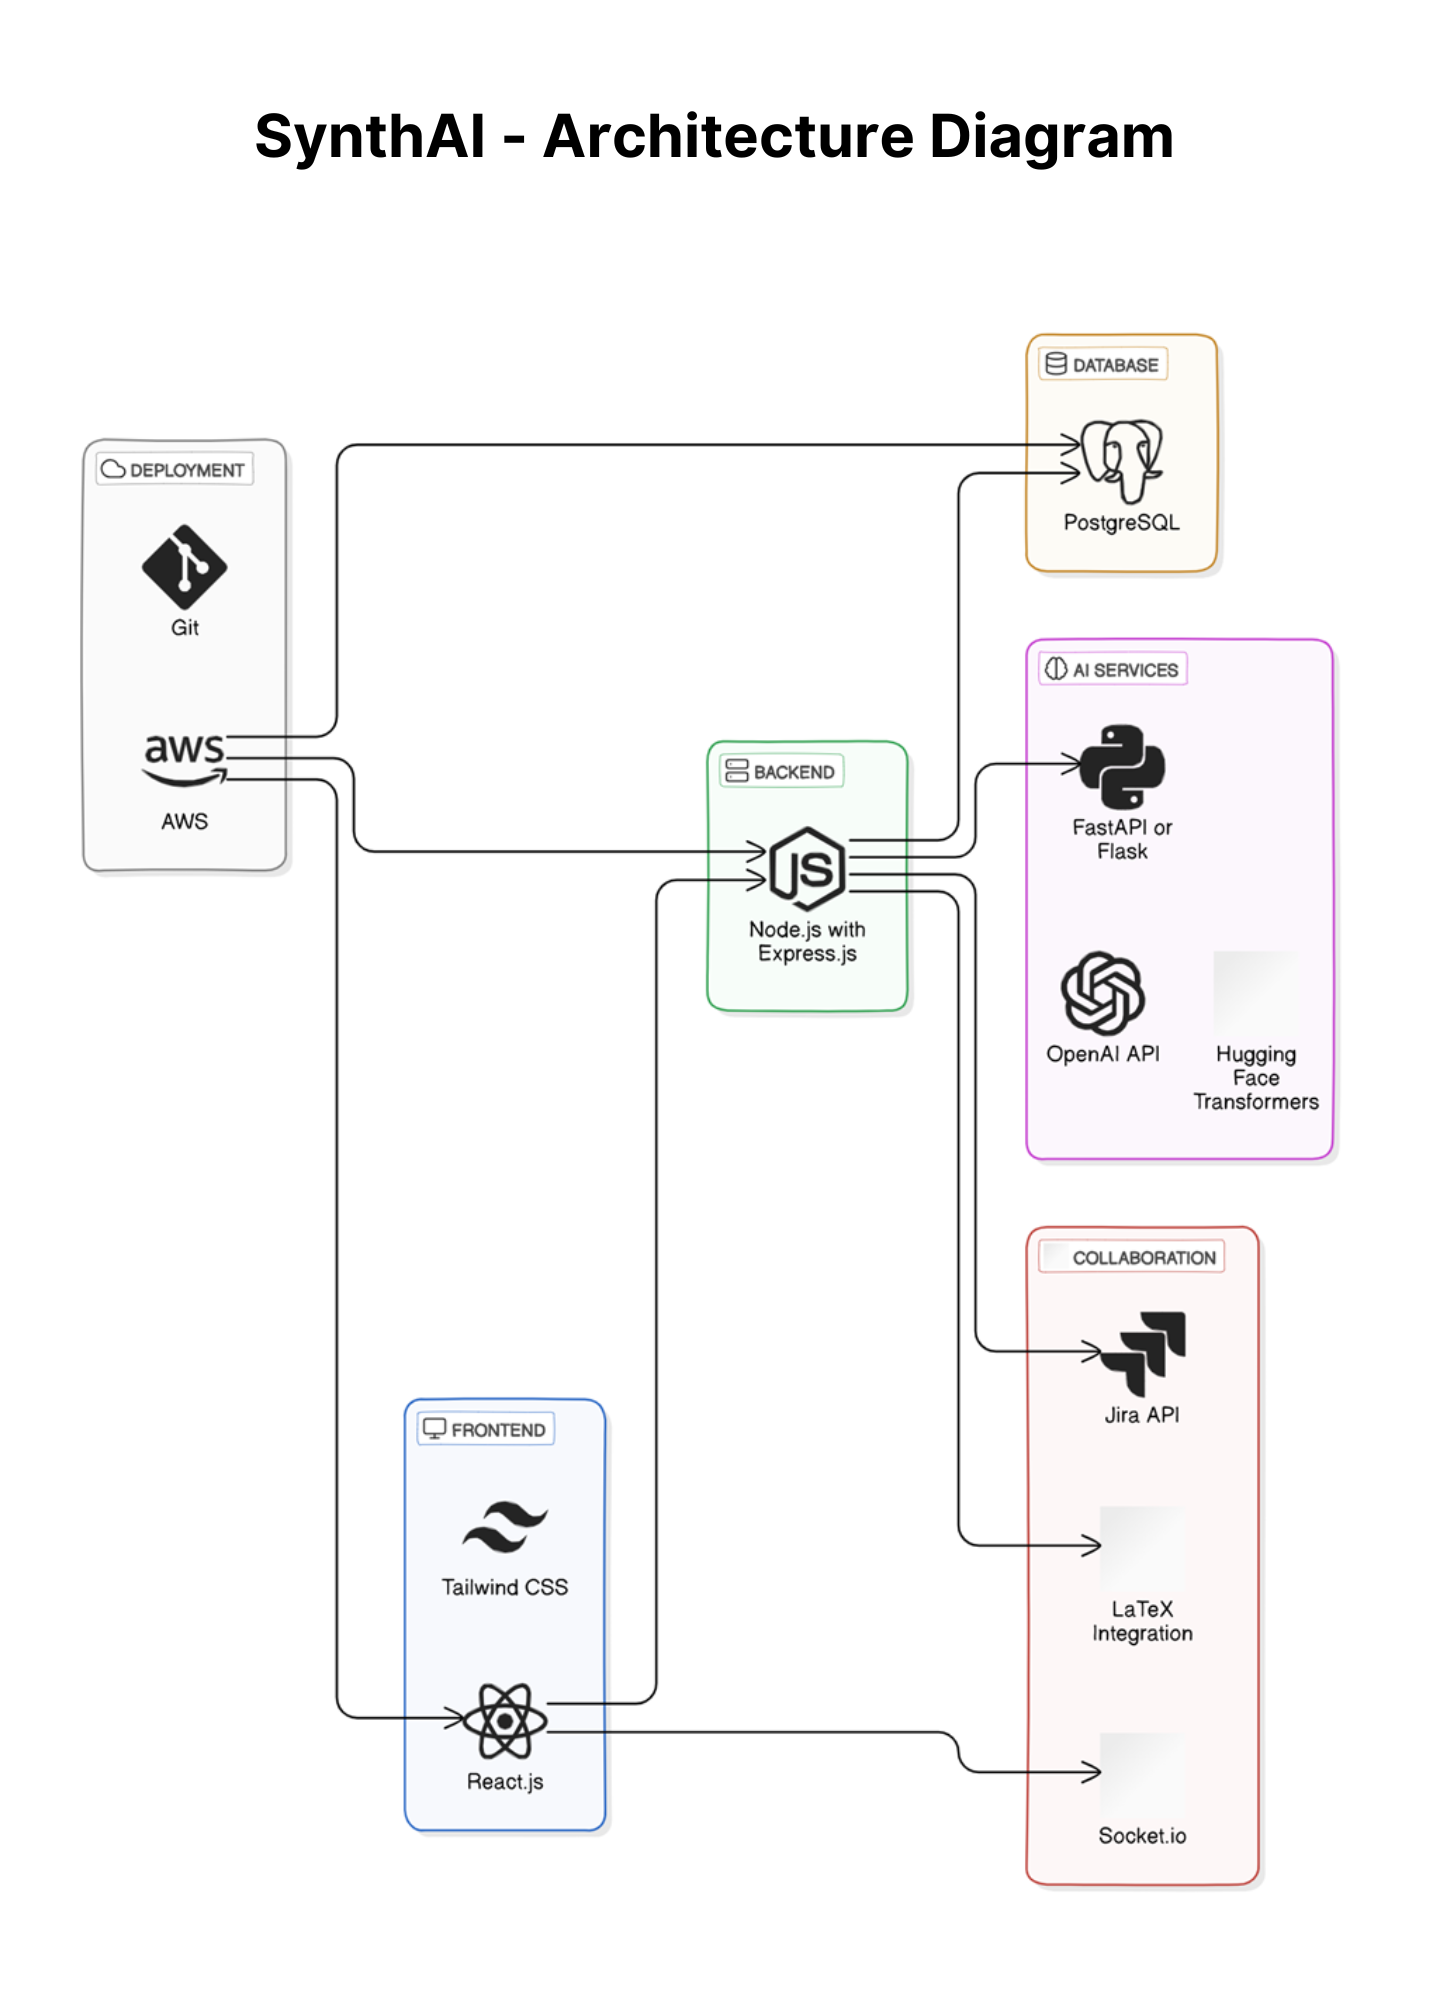 SynthAI - Architecture Diagram
DATABASE
PostgreSQL
DEPLOYMENT
Git
aws
AWS
BACKEND
JS
Node.js with
Express.js
AI SERVICES
FastAPI or
Flask
OpenAI API
Hugging
Face
Transformers
COLLABORATION
Jira API
LaTeX
Integration
Socket.io
FRONTEND
Tailwind CSS
React.js